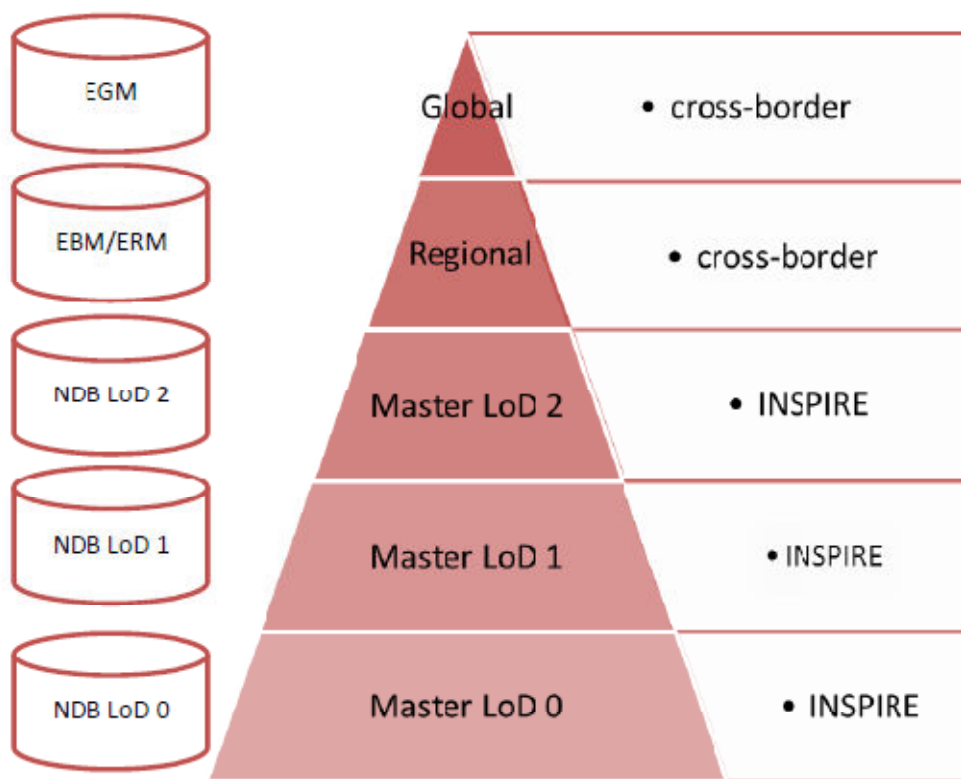 EGM
Global
• cross-border
EBM/ERM
Regional
• cross-border
NDB LoD 2
Master LoD 2
• INSPIRE
NDB LoD 1
Master LoD 1
• INSPIRE
NDB LoD 0
Master LoD 0
• INSPIRE